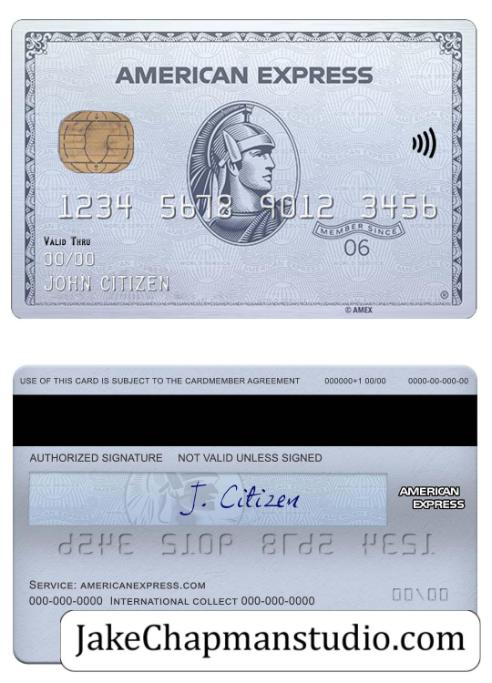 AMERICAN EXPRESS
1234 5678 9012 3456
MEMBER SINCE
06
VALID THRU
00/00
JOHN CITIZEN
®
© AMEX
USE OF THIS CARD IS SUBJECT TO THE CARDMEMBER AGREEMENT 000000+1 00/00 0000-00-000-00
AUTHORIZED SIGNATURE NOT VALID UNLESS SIGNED
J. Citizen
AMERICAN
EXPRESS
1234 5678 9012 3456
SERVICE: AMERICANEXPRESS.COM
00/00
000-000-0000 INTERNATIONAL COLLECT 000-000-0000
JakeChapmanstudio.com